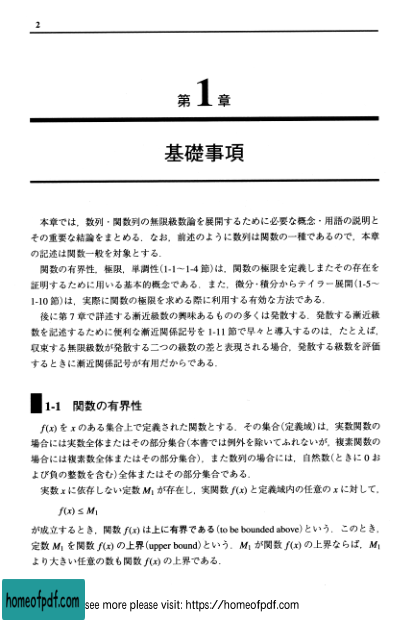 2
第1章
基礎事項
本章では，数列・関数列の無限級数論を展開するために必要な概念・用語の説明と
その重要な結論をまとめる．なお，前述のように数列は関数の一種であるので，本章
の記述は関数一般を対象とする．
関数の有界性，極限，単調性(1-1～1-4 節)は，関数の極限を定義しまたその存在を
証明するために用いる基本的概念である．また，微分・積分からテイラー展開(1-5～
1-10 節)は，実際に関数の極限を求める際に利用する有効な方法である．
後に第 7 章で詳述する漸近級数の興味あるものの多くは発散する．発散する漸近級
数を記述するために便利な漸近関係記号を 1-11 節で早々と導入するのは，たとえば，
収束する無限級数が発散する二つの級数の差と表現される場合，発散する級数を評価
するときに漸近関係記号が有用だからである．
1-1 関数の有界性
f(x) を x のある集合上で定義された関数とする．その集合(定義域)は，実数関数の
場合には実数全体またはその部分集合(本書では例外を除いてふれないが，複素関数の
場合には複素数全体またはその部分集合)，また数列の場合には，自然数(ときに 0 お
よび負の整数を含む)全体またはその部分集合である．
実数 x に依存しない定数 M₁ が存在し，実関数 f(x) と定義域内の任意の x に対して，
f(x) ≤ M₁
が成立するとき，関数 f(x) は上に有界である(to be bounded above)という．このとき，
定数 M₁ を関数 f(x) の上界(upper bound)という．M₁ が関数 f(x) の上界ならば，M₁
より大きい任意の数も関数 f(x) の上界である．
homeofpdf.com see more please visit: https://homeofpdf.com